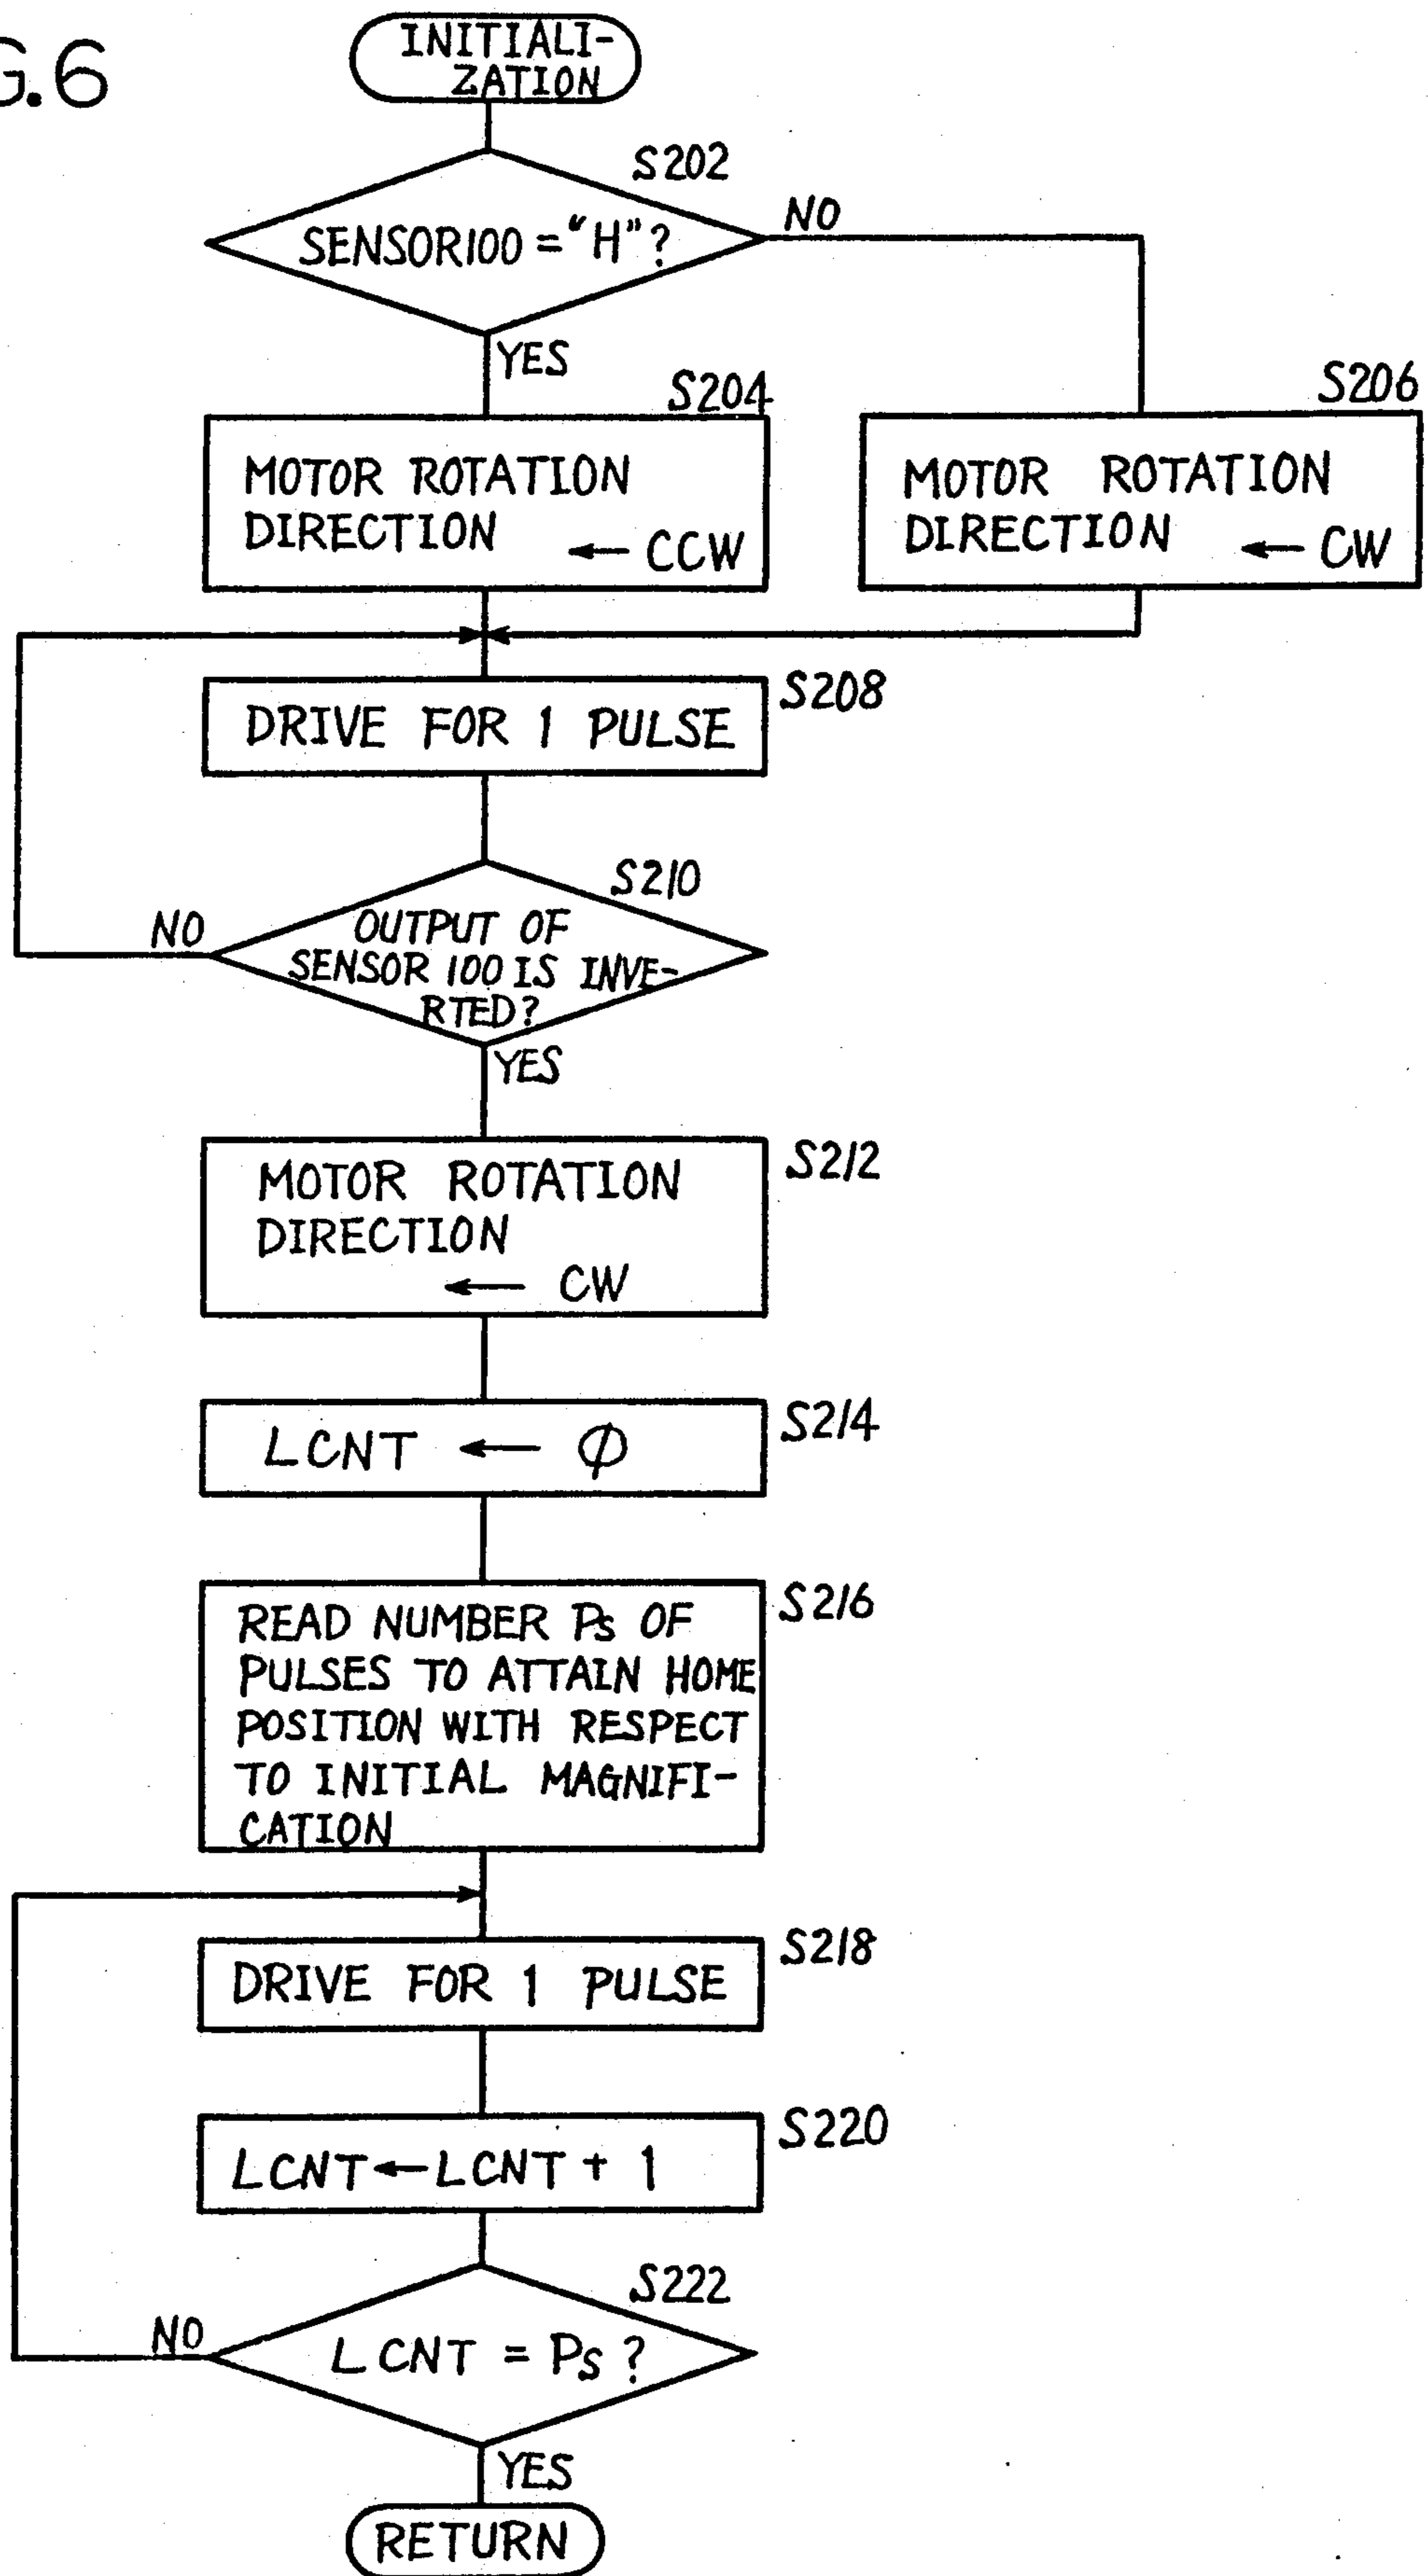 G.6
INITIALI-
ZATION
S202
SENSOR100 = "H"?
NO
YES
S204
MOTOR ROTATION
DIRECTION ← CCW
S206
MOTOR ROTATION
DIRECTION ← CW
S208
DRIVE FOR 1 PULSE
S210
OUTPUT OF
SENSOR 100 IS INVE-
RTED?
NO
YES
S212
MOTOR ROTATION
DIRECTION
← CW
S214
LCNT ← Φ
S216
READ NUMBER Ps OF
PULSES TO ATTAIN HOME
POSITION WITH RESPECT
TO INITIAL MAGNIFI-
CATION
S218
DRIVE FOR 1 PULSE
S220
LCNT ← LCNT + 1
S222
LCNT = Ps ?
NO
YES
RETURN